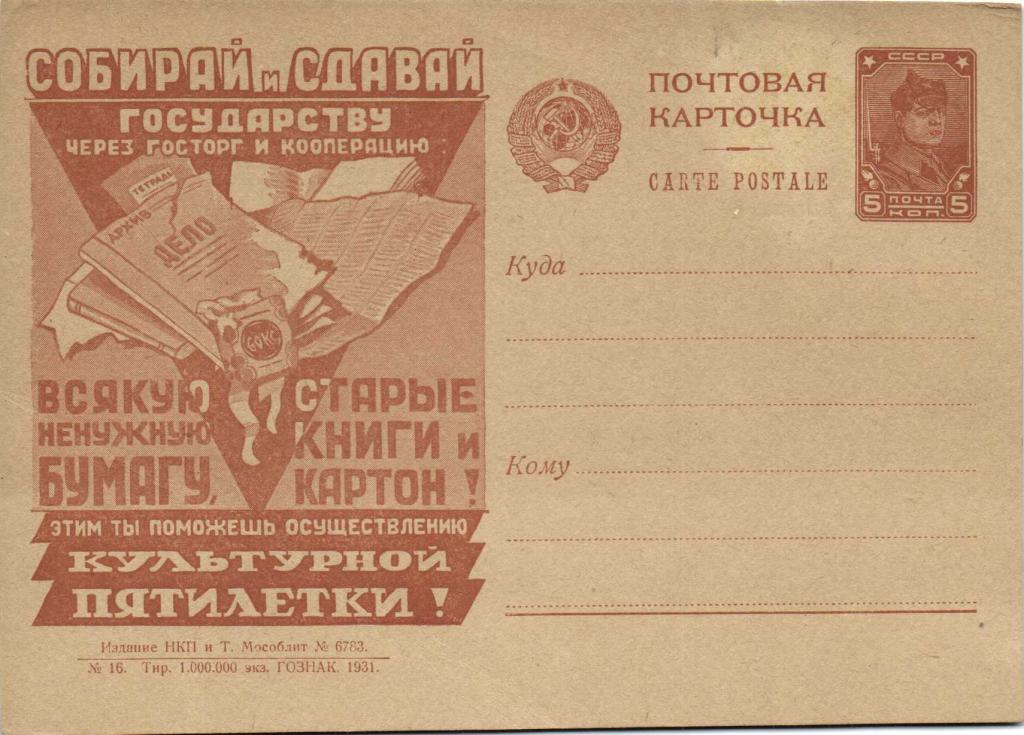 СОБИРАЙ и СДАВАЙ
ГОСУДАРСТВУ
ЧЕРЕЗ ГОСТОРГ И КООПЕРАЦИЮ:
ТЕТРАДЬ
АРХИВ
ДЕЛО
ВСЯКУЮ
НЕНУЖНУЮ
БУМАГУ,
СТАРЫЕ
КНИГИ И
КАРТОН!
ЭТИМ ТЫ ПОМОЖЕШЬ ОСУЩЕСТВЛЕНИЮ
КУЛЬТУРНОЙ
ПЯТИЛЕТКИ!
Издание НКП и Т. Мособлит № 6783.
№ 16. Тир. 1.000.000 экз. ГОЗНАК. 1931.
ПОЧТОВАЯ
КАРТОЧКА
CARTE POSTALE
СССР
5 ПОЧТА 5
КОП.
Куда
Кому